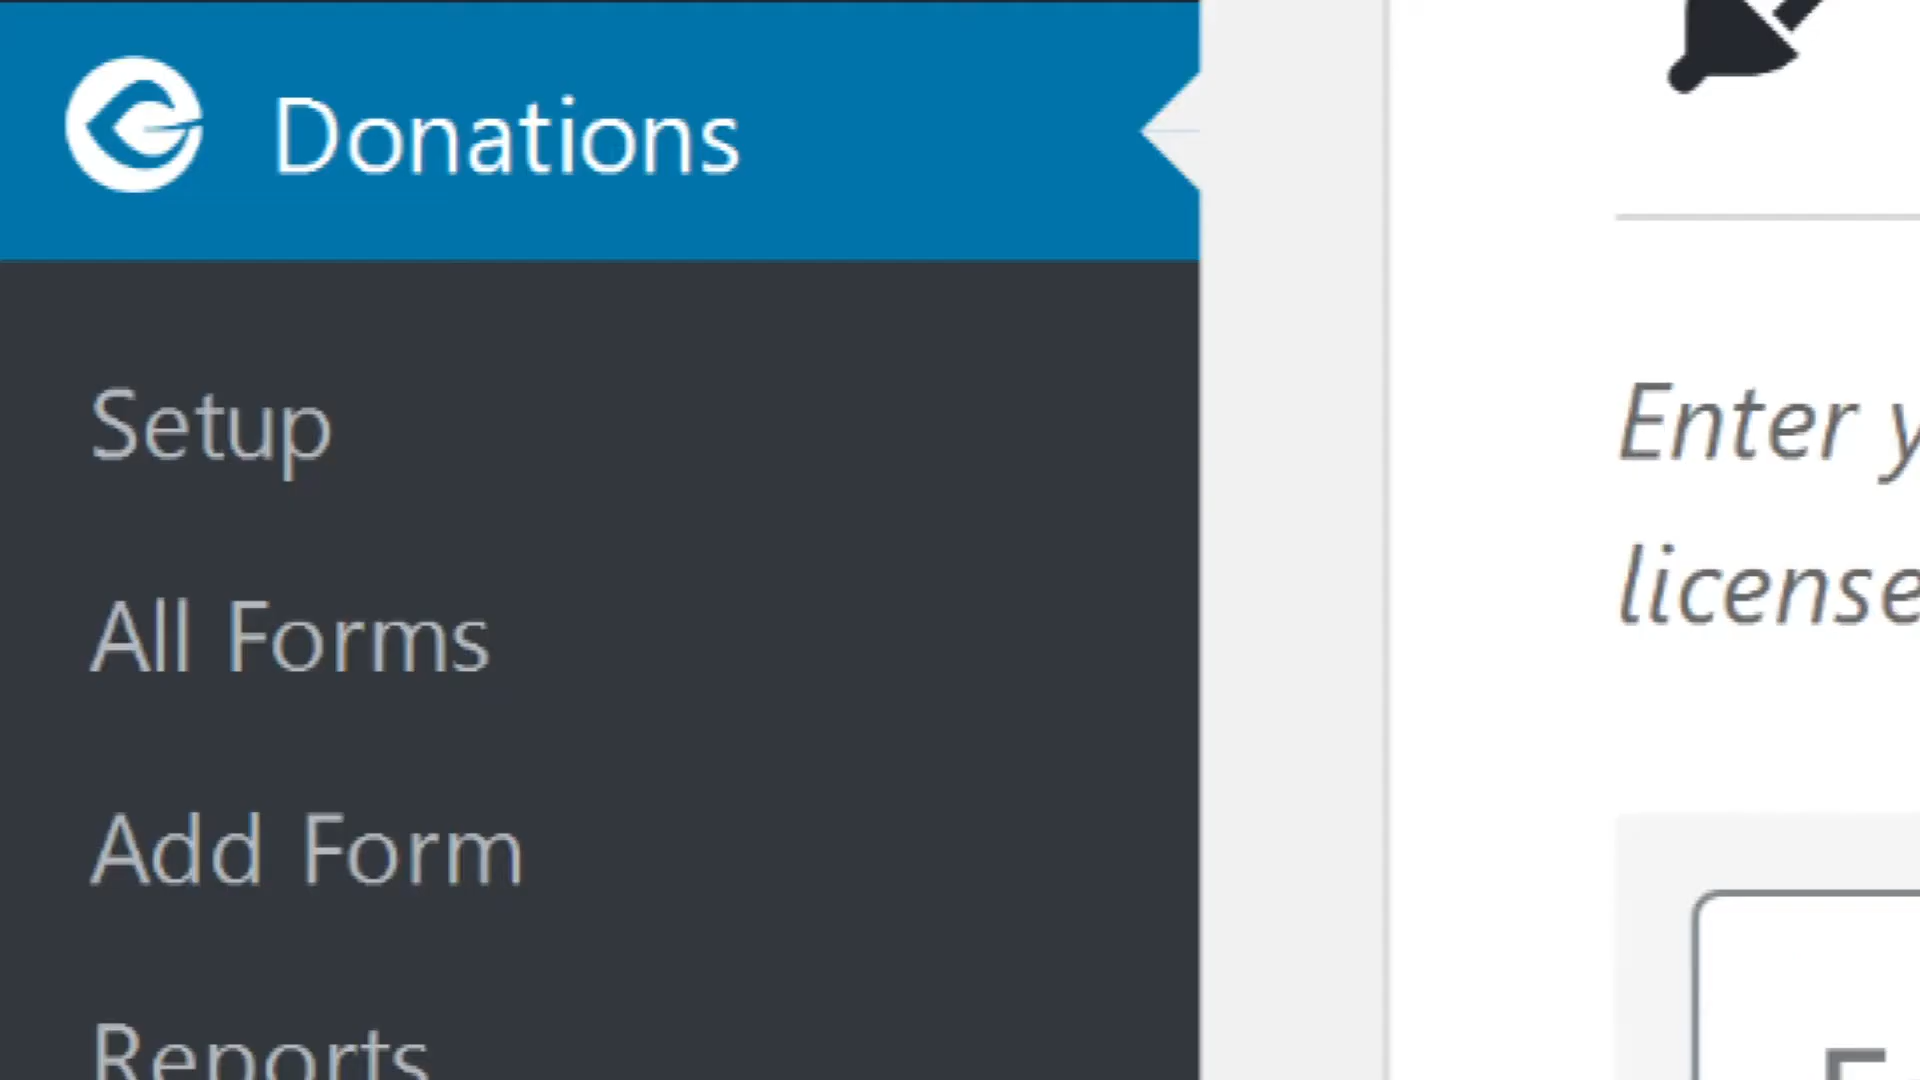 Donations
Setup
All Forms
Add Form
Reports
Enter
license